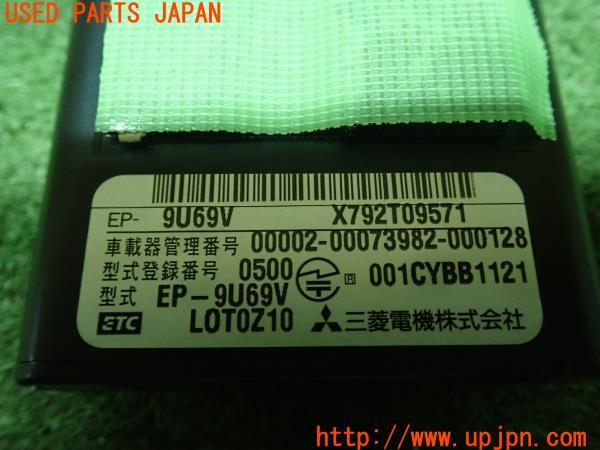 USED PARTS JAPAN
EP- 9U69V X792T09571
車載器管理番号 00002-00073982-000128
型式登録番号 0500 R 001CYBB1121
型式 EP-9U69V
ETC LOT0Z10 三菱電機株式会社
UPJ http://www.upjpn.com